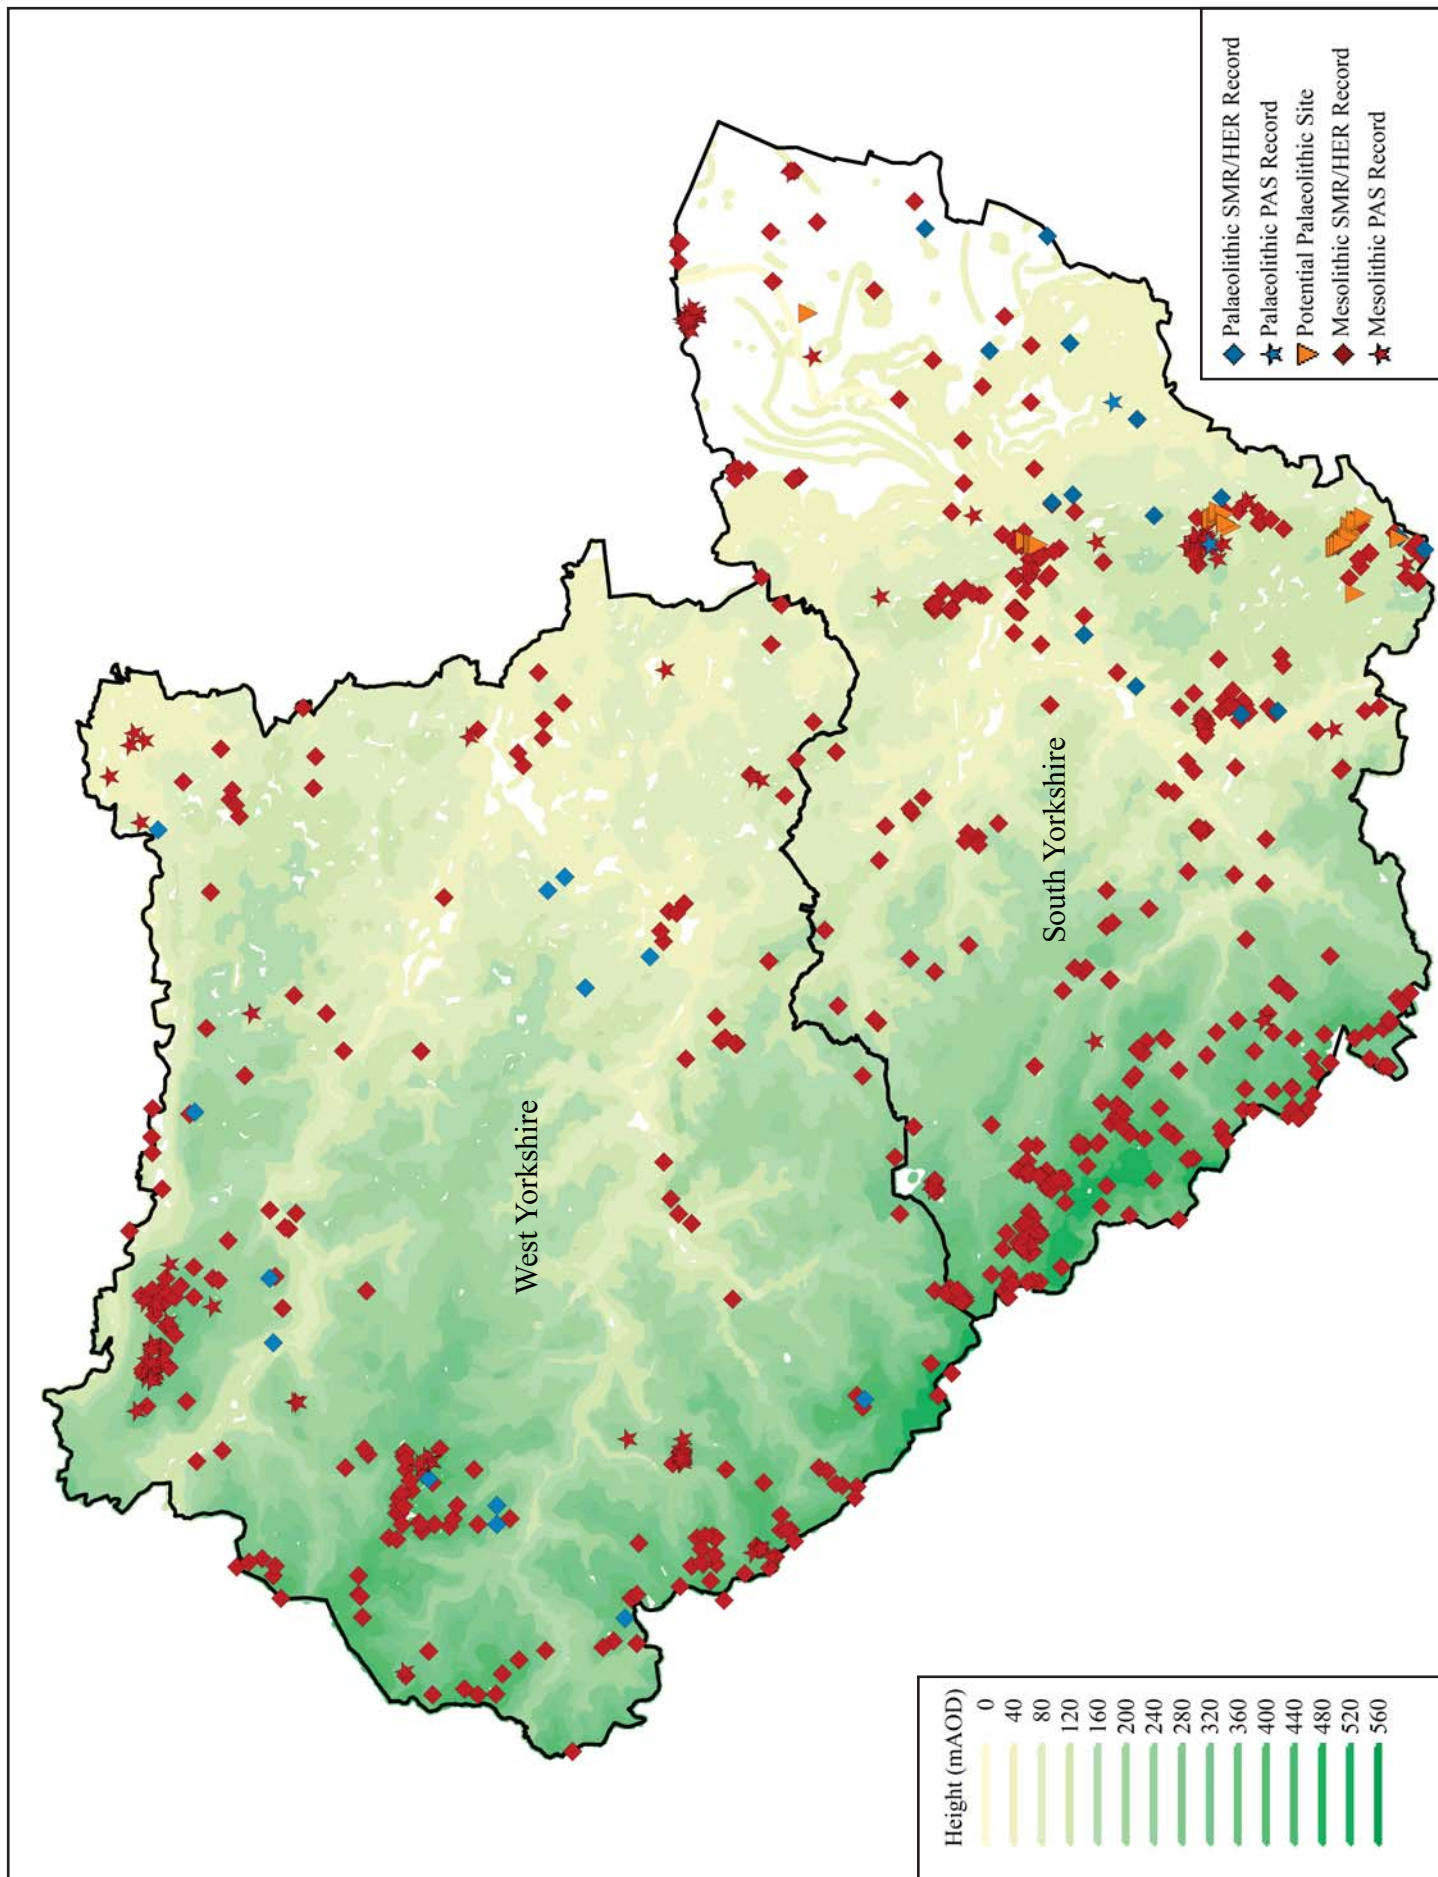 West Yorkshire
South Yorkshire
Height (mAOD)
0
40
80
120
160
200
240
280
320
360
400
440
480
520
560
Palaeolithic SMR/HER Record
Palaeolithic PAS Record
Potential Palaeolithic Site
Mesolithic SMR/HER Record
Mesolithic PAS Record